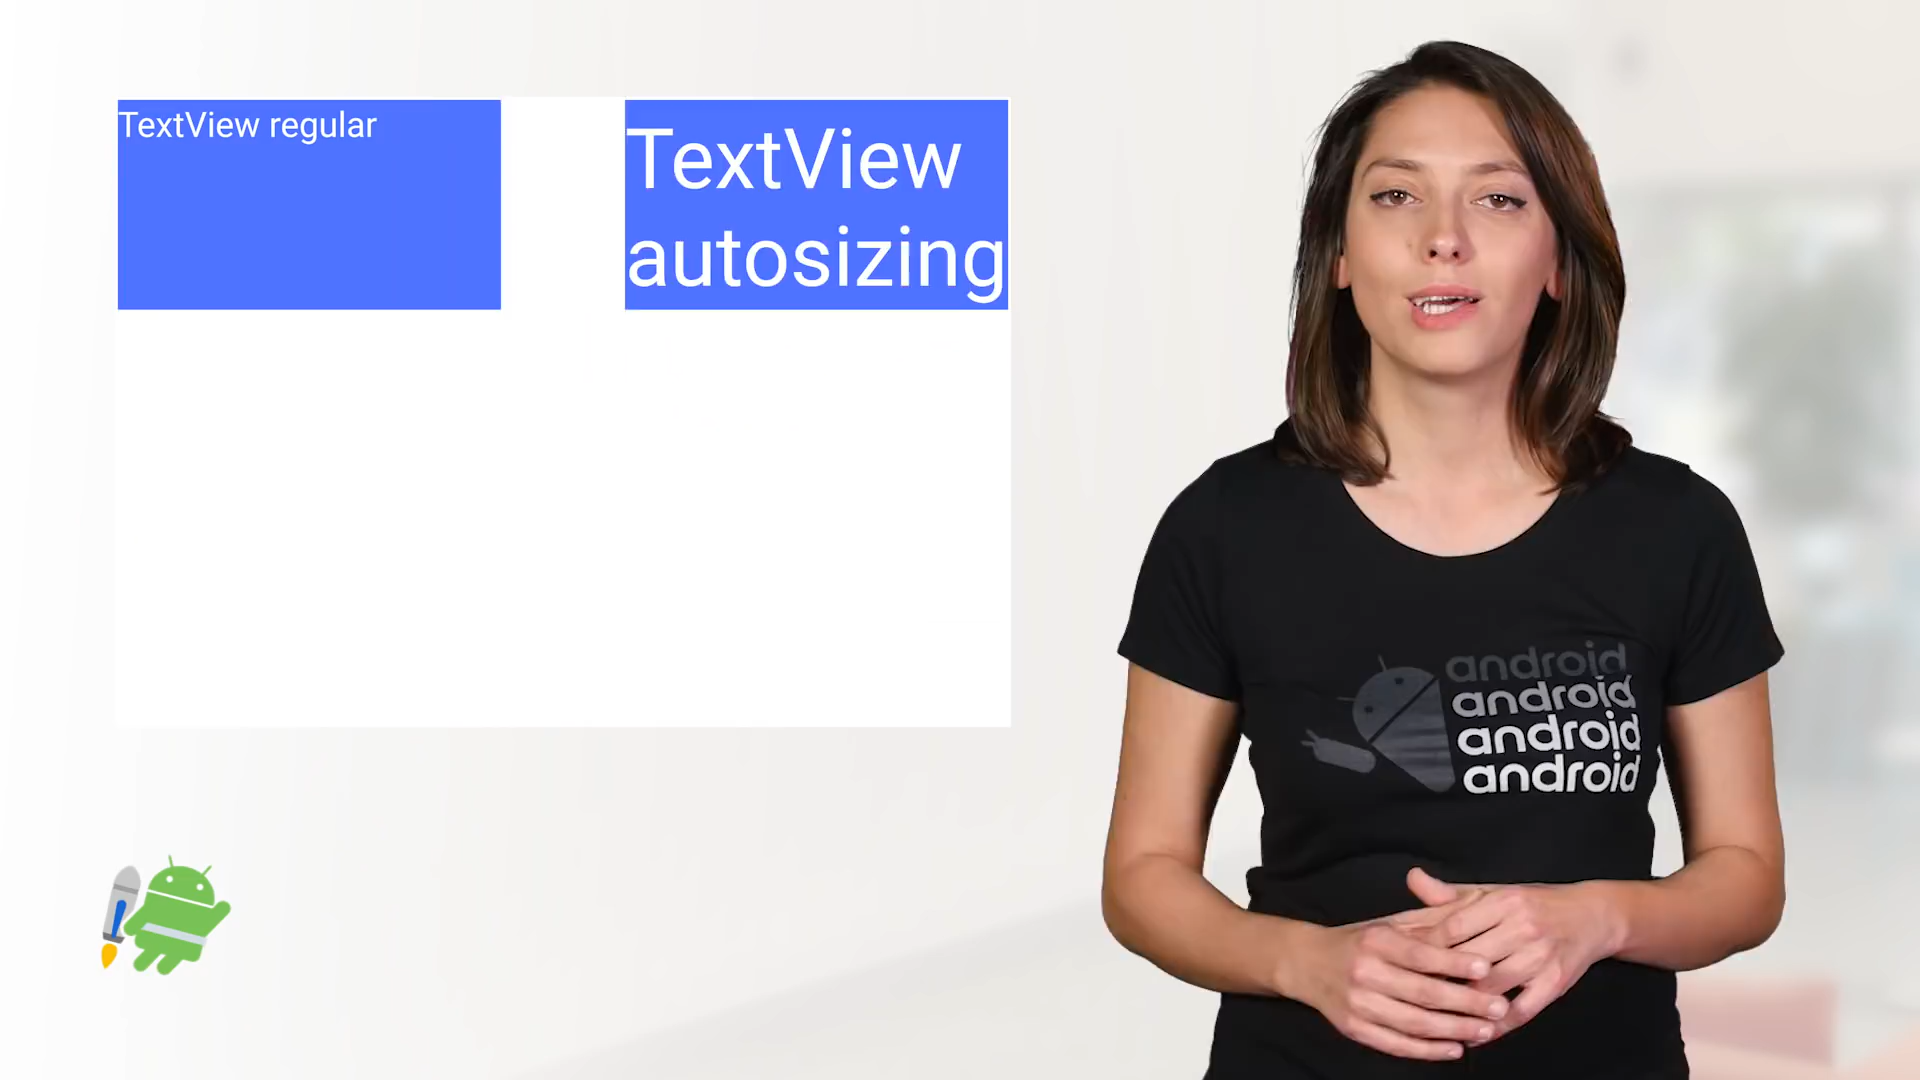 TextView regular
TextView
autosizing
android
android
android
android